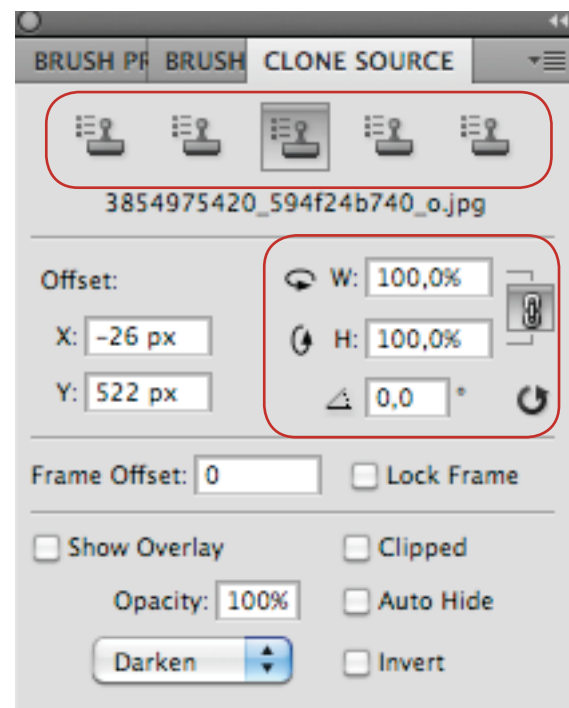 BRUSH PR BRUSH CLONE SOURCE
3854975420_594f24b740_o.jpg
Offset: W: 100,0%
X: -26 px H: 100,0%
Y: 522 px 0,0 °
Frame Offset: 0 Lock Frame
Show Overlay Clipped
Opacity: 100% Auto Hide
Darken Invert